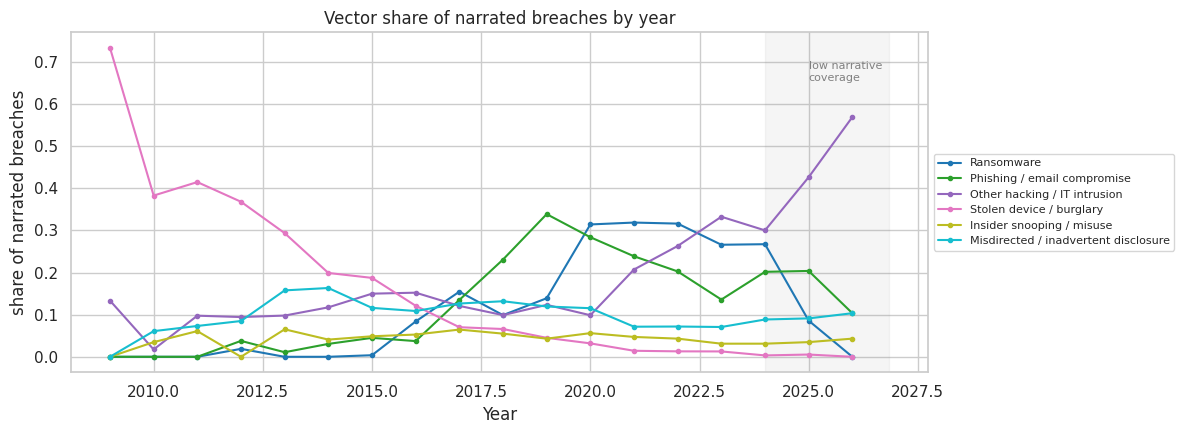 Vector share of narrated breaches by year
share of narrated breaches
0.7
0.6
0.5
0.4
0.3
0.2
0.1
0.0
low narrative
coverage
2010.0 2012.5 2015.0 2017.5 2020.0 2022.5 2025.0 2027.5
Year
Ransomware
Phishing / email compromise
Other hacking / IT intrusion
Stolen device / burglary
Insider snooping / misuse
Misdirected / inadvertent disclosure